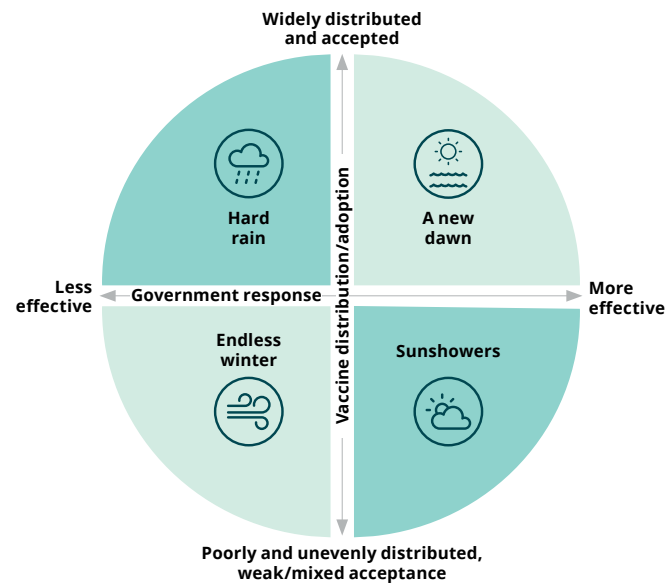 Widely distributed
and accepted
Hard
rain
A new
dawn
Vaccine distribution/adoption
Less
effective
Government response
More
effective
Endless
winter
Sunshowers
Poorly and unevenly distributed,
weak/mixed acceptance